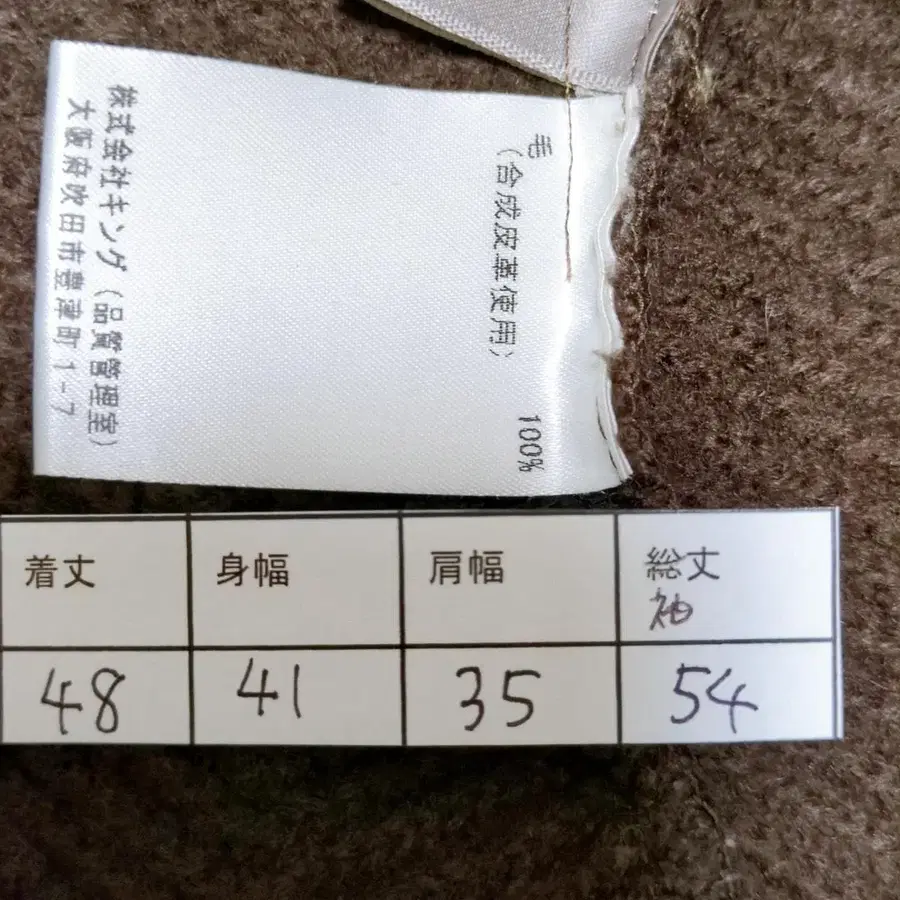 毛 100%
(合成皮革使用)
株式会社キング(品質管理室)
大阪府吹田市豊津町1-7
着丈 身幅 肩幅 総丈
袖
48 41 35 54